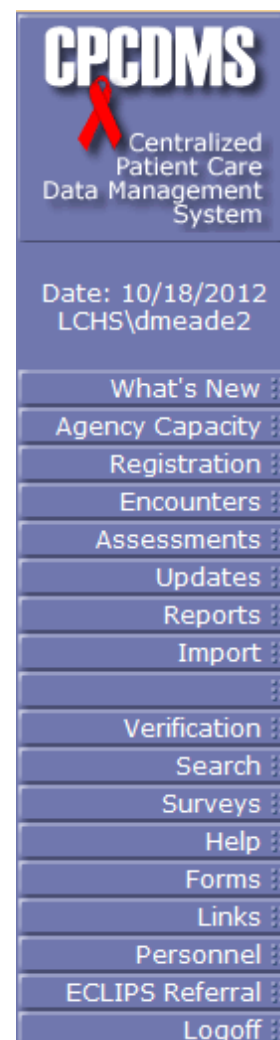 CPCDMS
Centralized
Patient Care
Data Management
System
Date: 10/18/2012
LCHS\dmeade2
What's New
Agency Capacity
Registration
Encounters
Assessments
Updates
Reports
Import
Verification
Search
Surveys
Help
Forms
Links
Personnel
ECLIPS Referral
Logoff